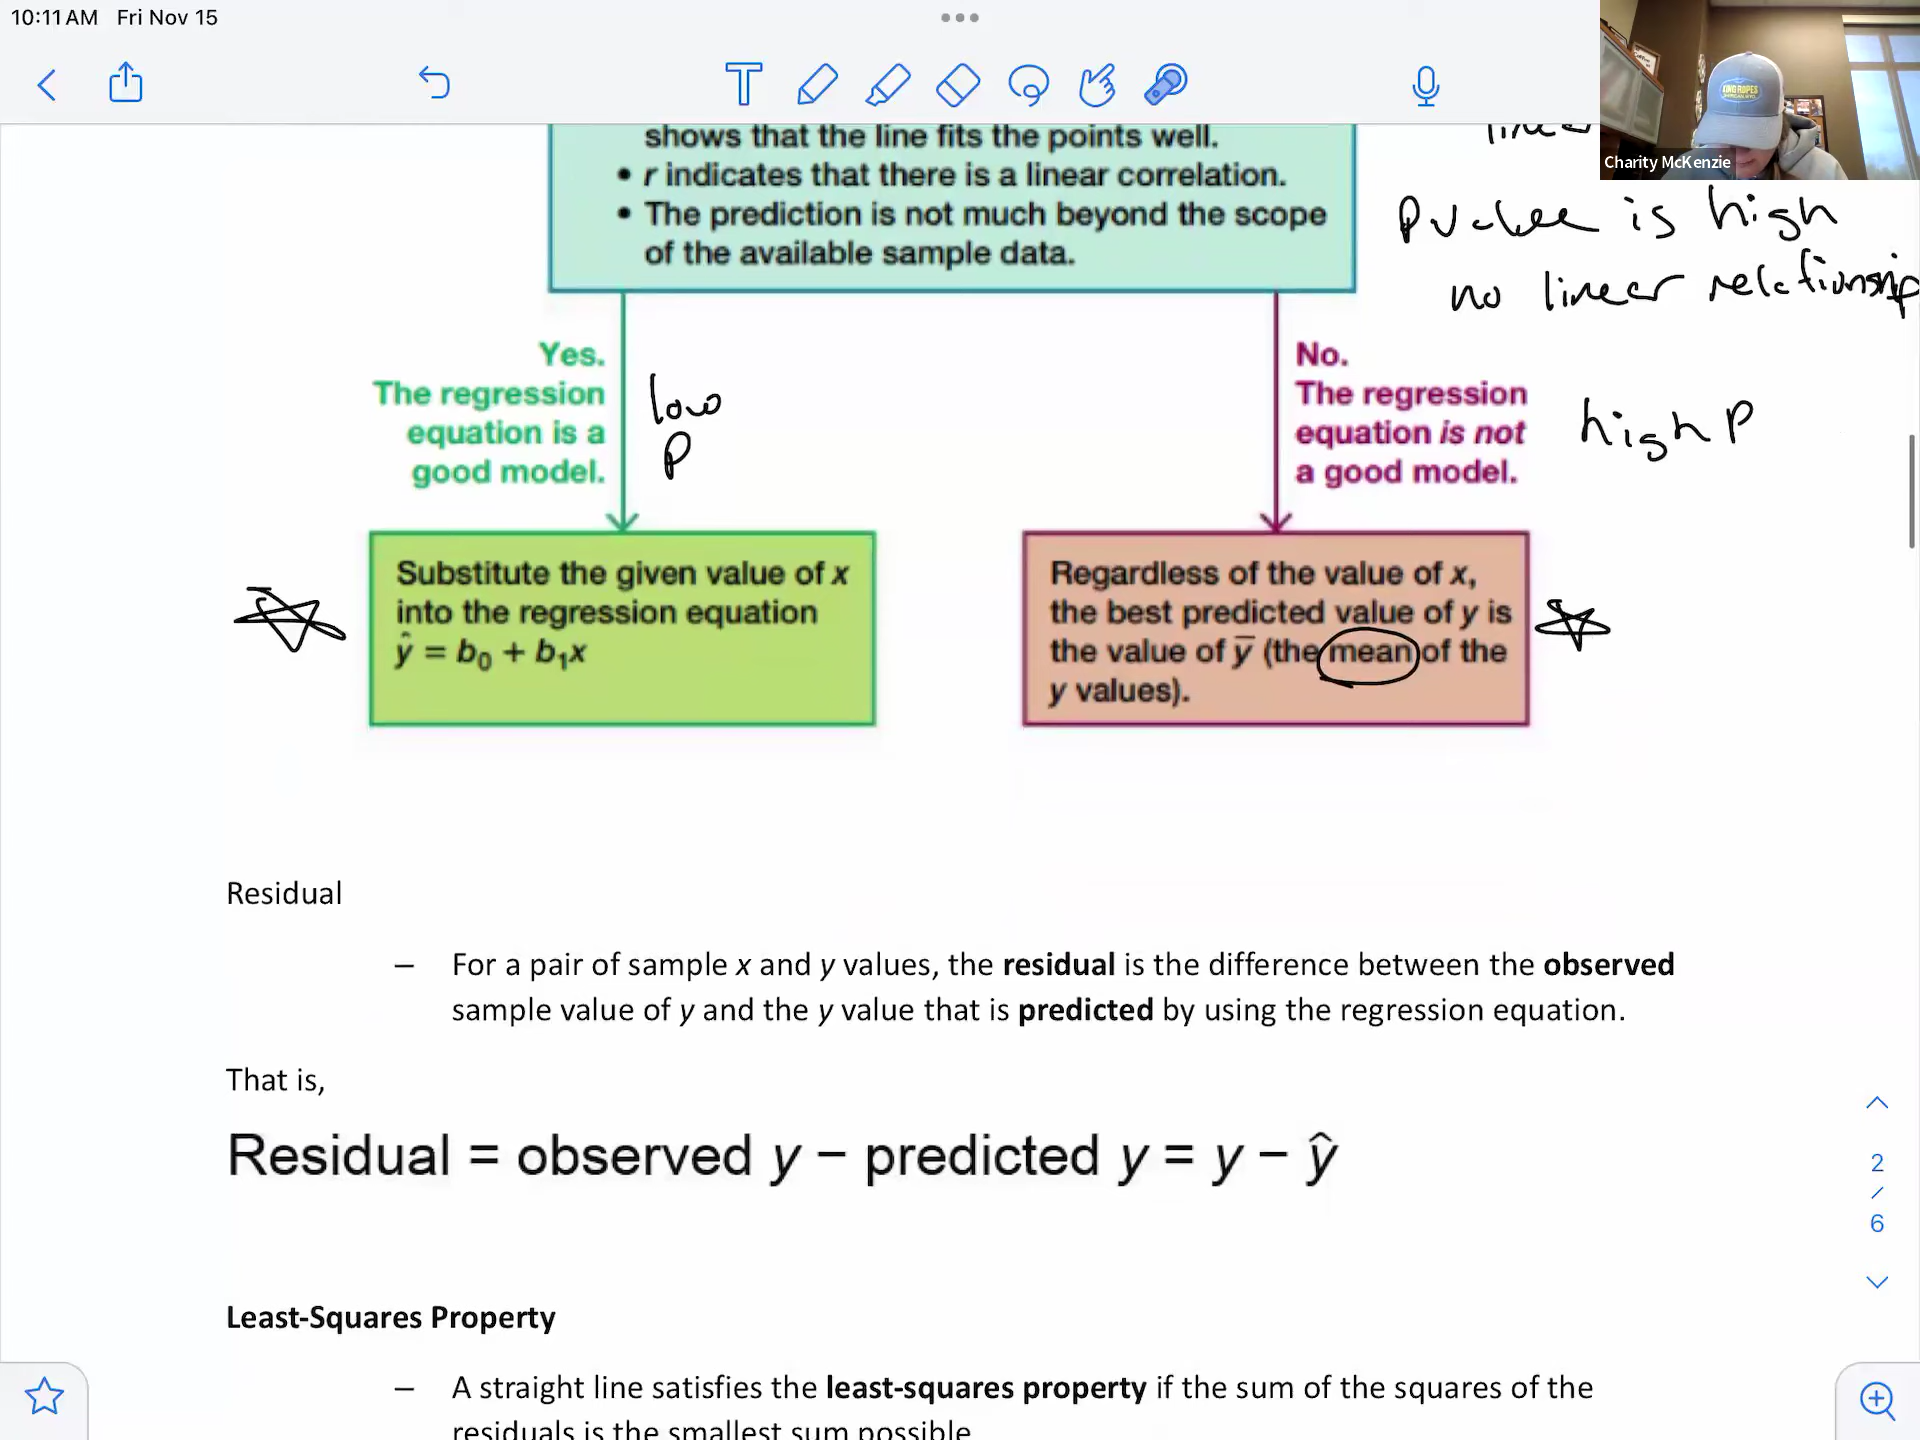 10:11 AM Fri Nov 15
KING ROPES
Charity McKenzie
shows that the line fits the points well.
• r indicates that there is a linear correlation.
• The prediction is not much beyond the scope
of the available sample data.
linear
P value is high
no linear relationship
Yes.
The regression
equation is a
good model.
low
P
No.
The regression
equation is not
a good model.
high P
Substitute the given value of x
into the regression equation
ŷ = b₀ + b₁x
Regardless of the value of x,
the best predicted value of y is
the value of y̅ (the mean of the
y values).
Residual
– For a pair of sample x and y values, the residual is the difference between the observed
sample value of y and the y value that is predicted by using the regression equation.
That is,
Residual = observed y − predicted y = y − ŷ
2
/
6
Least-Squares Property
– A straight line satisfies the least-squares property if the sum of the squares of the
residuals is the smallest sum possible